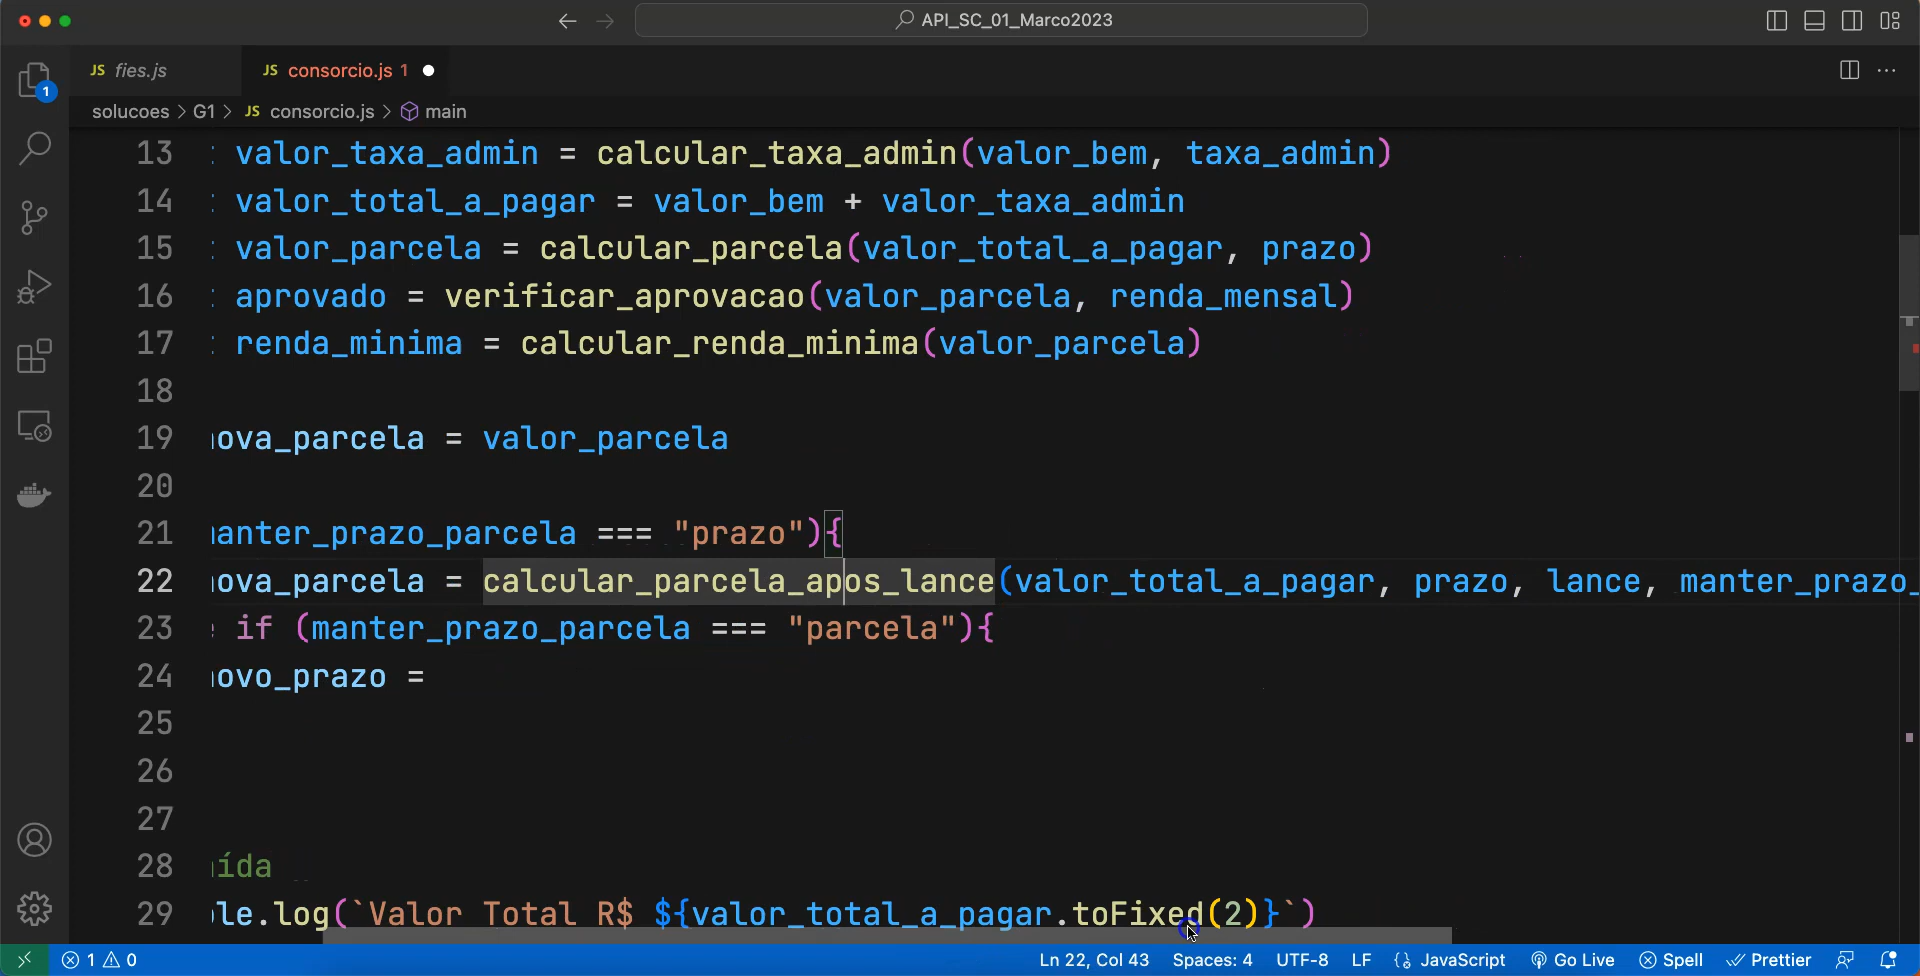 API_SC_01_Marco2023
JS fies.js
JS consorcio.js 1
solucoes > G1 > JS consorcio.js > main
1
13 : valor_taxa_admin = calcular_taxa_admin(valor_bem, taxa_admin)
14 : valor_total_a_pagar = valor_bem + valor_taxa_admin
15 : valor_parcela = calcular_parcela(valor_total_a_pagar, prazo)
16 : aprovado = verificar_aprovacao(valor_parcela, renda_mensal)
17 : renda_minima = calcular_renda_minima(valor_parcela)
18
19 ova_parcela = valor_parcela
20
21 anter_prazo_parcela === "prazo"){
22 ova_parcela = calcular_parcela_apos_lance(valor_total_a_pagar, prazo, lance, manter_prazo_
23 if (manter_prazo_parcela === "parcela"){
24 ovo_prazo =
25
26
27
28 ída
29 le.log(`Valor Total R$ ${valor_total_a_pagar.toFixed(2)}`)
1 0 Ln 22, Col 43 Spaces: 4 UTF-8 LF {} JavaScript Go Live Spell Prettier